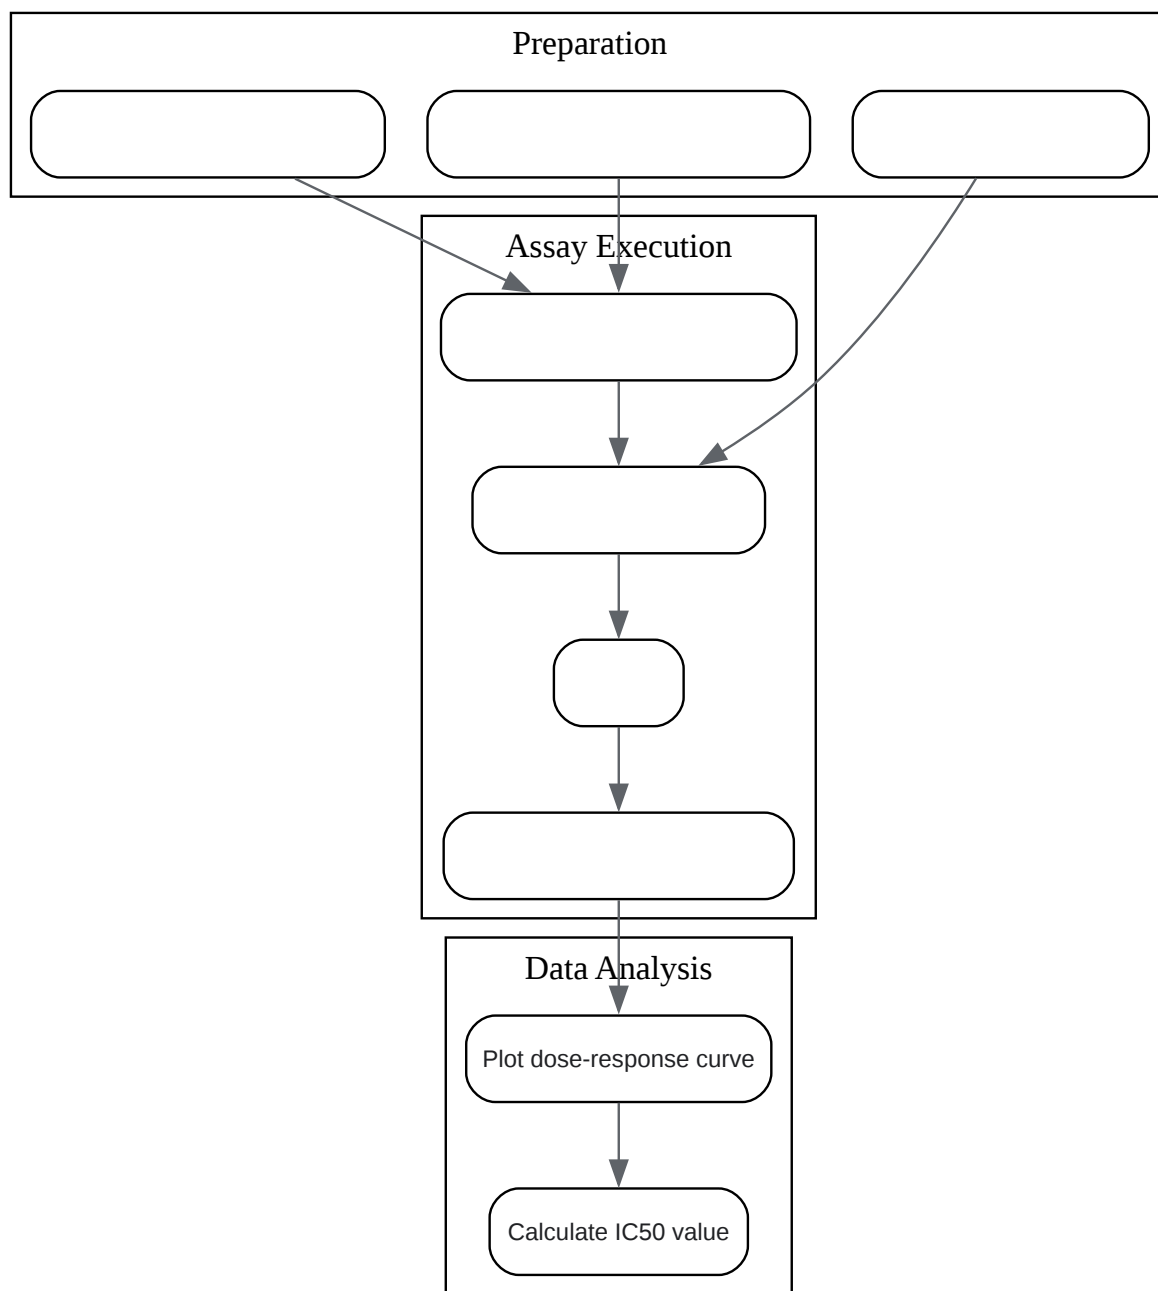 Preparation
Assay Execution
Data Analysis
Plot dose-response curve
Calculate IC50 value